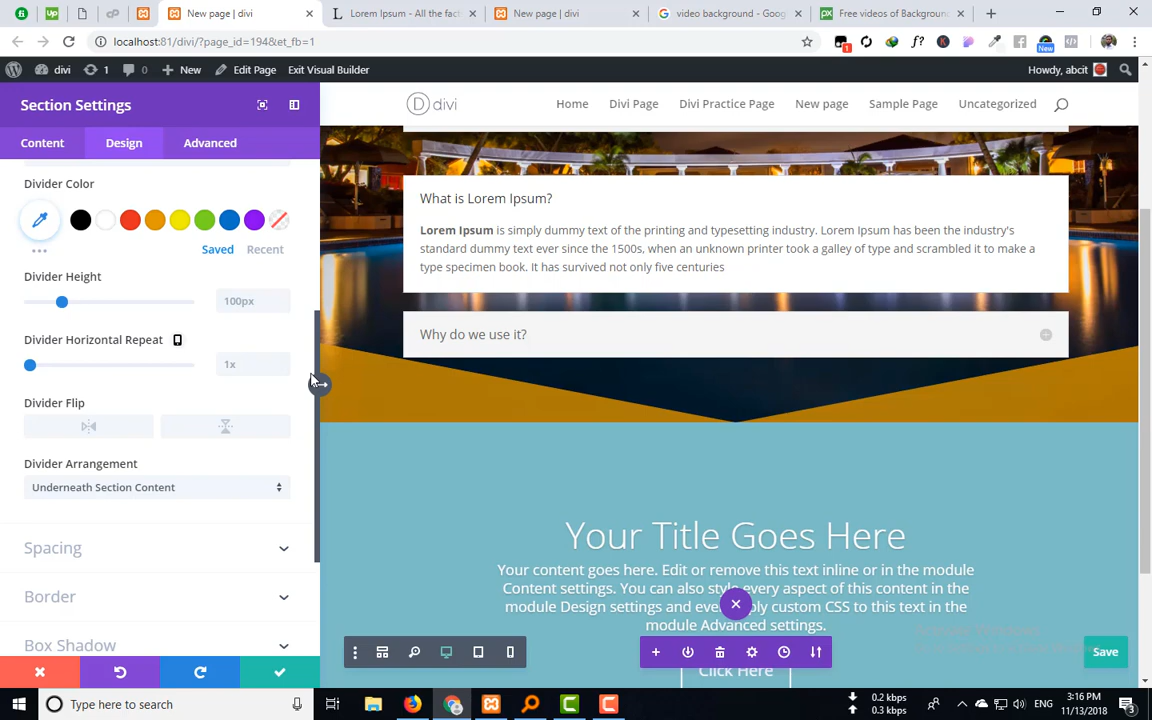 New page | divi
Lorem Ipsum - All the fac
New page | divi
video background - Goog
Free videos of Backgroun
localhost:81/divi/?page_id=194&et_fb=1
divi
1
0
New
Edit Page
Exit Visual Builder
Howdy, abcit
Section Settings
Content
Design
Advanced
divi
Home
Divi Page
Divi Practice Page
New page
Sample Page
Uncategorized
Divider Color
Saved
Recent
Divider Height
100px
Divider Horizontal Repeat
1x
Divider Flip
Divider Arrangement
Underneath Section Content
Spacing
Border
Box Shadow
What is Lorem Ipsum?
Lorem Ipsum is simply dummy text of the printing and typesetting industry. Lorem Ipsum has been the industry's
standard dummy text ever since the 1500s, when an unknown printer took a galley of type and scrambled it to make a
type specimen book. It has survived not only five centuries
Why do we use it?
Your Title Goes Here
Your content goes here. Edit or remove this text inline or in the module
Content settings. You can also style every aspect of this content in the
module Design settings and even apply custom CSS to this text in the
module Advanced settings.
Click Here
Save
Type here to search
0.2 kbps
0.3 kbps
ENG
3:16 PM
11/13/2018
3